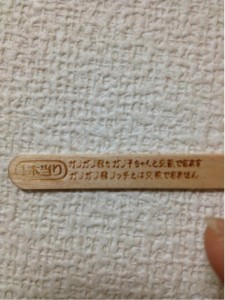 1本当り
ガリガリ君かガリ子ちゃんと交換できます
ガリガリ君リッチとは交換できません